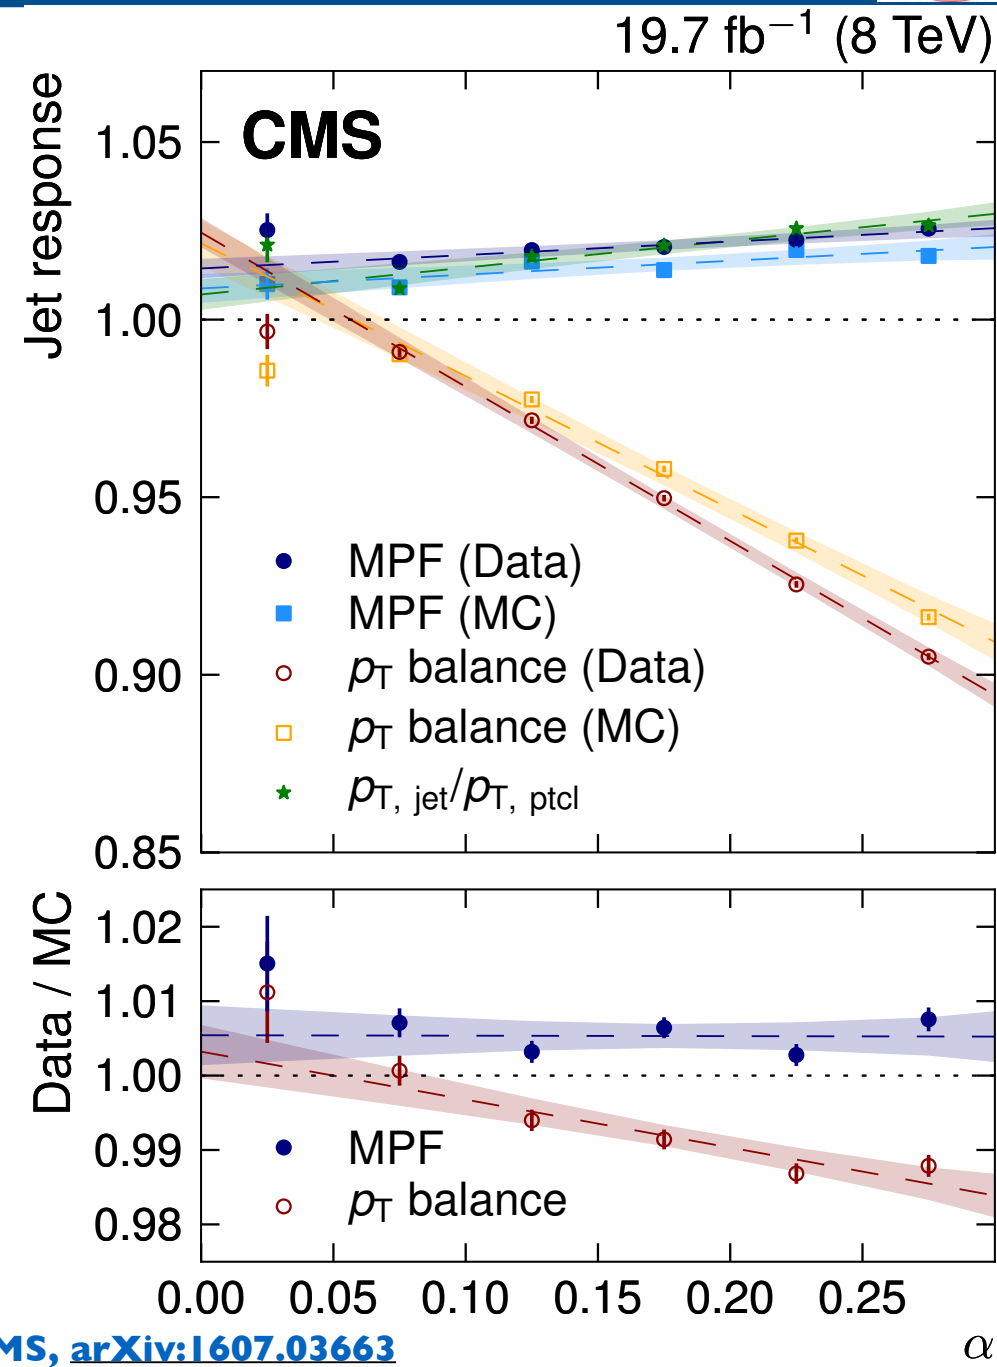 19.7 fb⁻¹ (8 TeV)
CMS
Jet response
1.05
1.00
0.95
0.90
0.85
MPF (Data)
MPF (MC)
pT balance (Data)
pT balance (MC)
pT, jet/pT, ptcl
Data / MC
1.02
1.01
1.00
0.99
0.98
MPF
pT balance
0.00 0.05 0.10 0.15 0.20 0.25
α
MS, arXiv:1607.03663